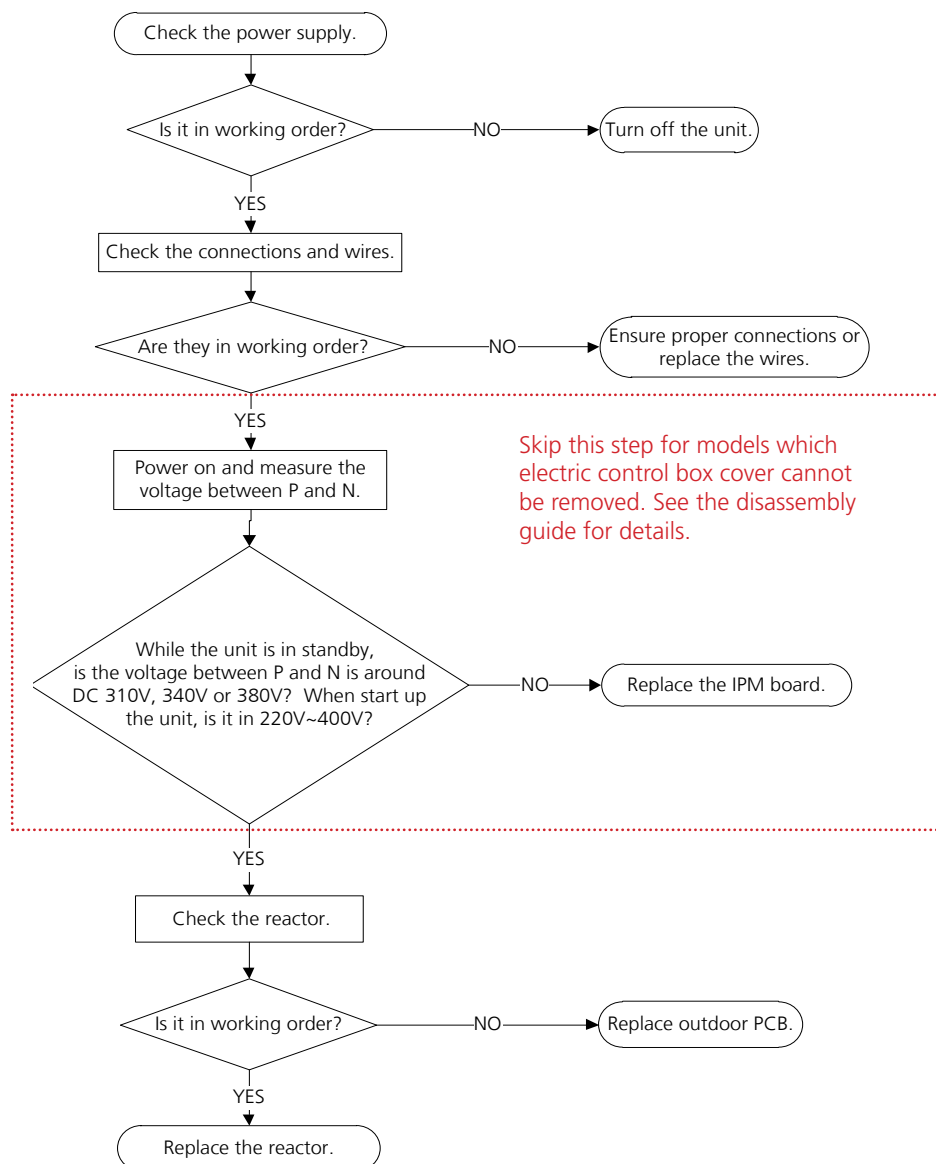 Check the power supply.
Is it in working order?
NO
Turn off the unit.
YES
Check the connections and wires.
Are they in working order?
NO
Ensure proper connections or
replace the wires.
YES
Power on and measure the
voltage between P and N.
Skip this step for models which
electric control box cover cannot
be removed. See the disassembly
guide for details.
While the unit is in standby,
is the voltage between P and N is around
DC 310V, 340V or 380V? When start up
the unit, is it in 220V~400V?
NO
Replace the IPM board.
YES
Check the reactor.
Is it in working order?
NO
Replace outdoor PCB.
YES
Replace the reactor.